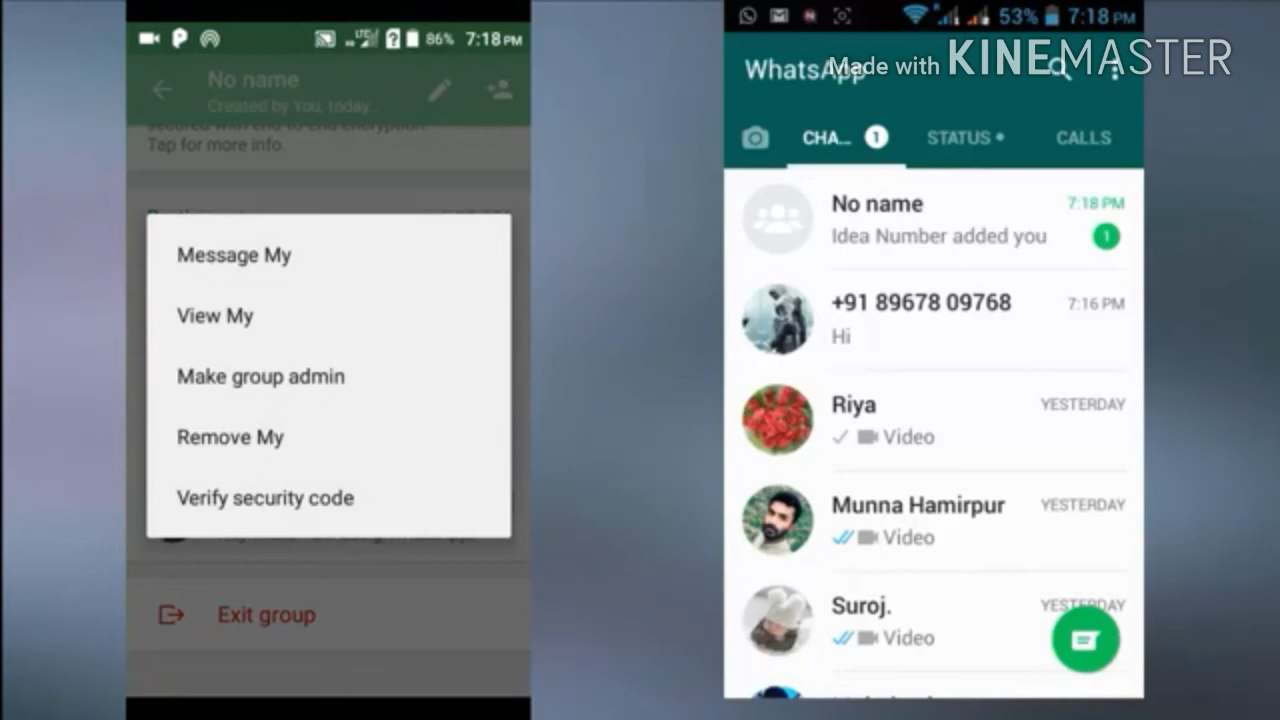 86% 7:18 PM
No name
Created by You, today...
secured with end-to-end encryption.
Tap for more info.
Message My
View My
Make group admin
Remove My
Verify security code
Exit group
53% 7:18 PM
WhatsApp
Made with KINEMASTER
CHA... 1
STATUS •
CALLS
No name
7:18 PM
Idea Number added you
1
+91 89678 09768
7:16 PM
Hi
Riya
YESTERDAY
Video
Munna Hamirpur
YESTERDAY
Video
Suroj.
YESTERDAY
Video